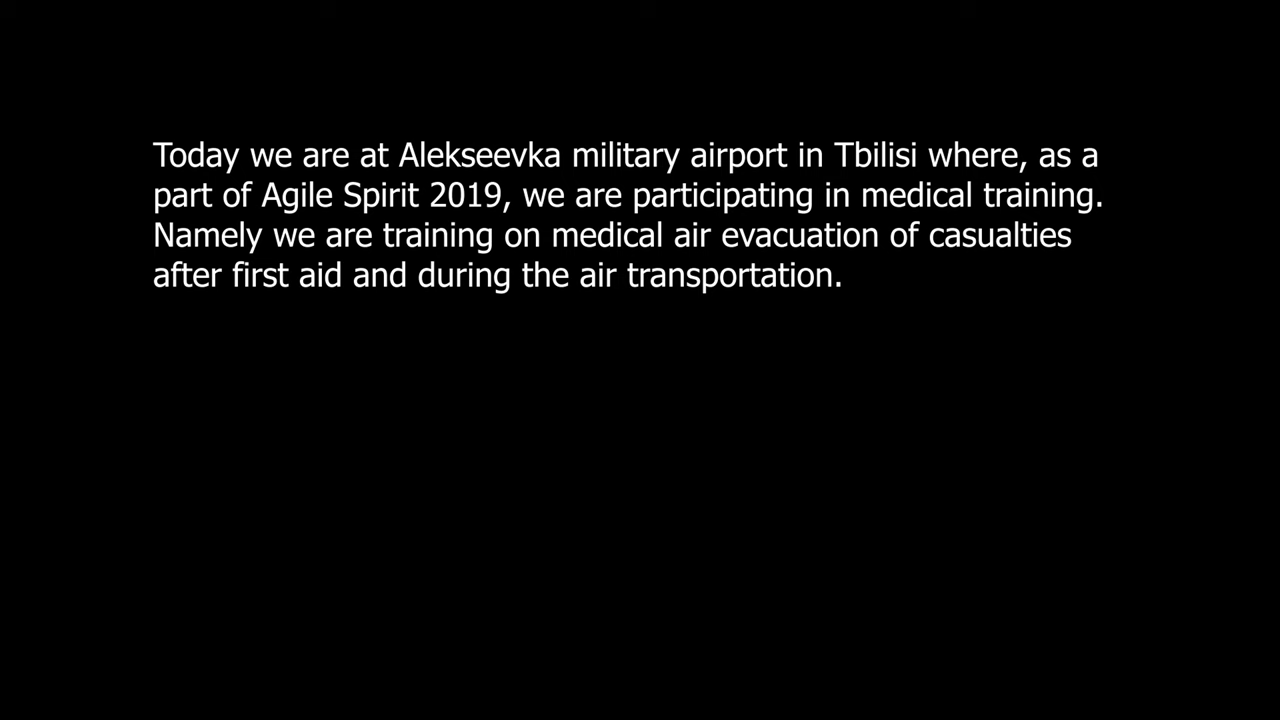 Today we are at Alekseevka military airport in Tbilisi where, as a
part of Agile Spirit 2019, we are participating in medical training.
Namely we are training on medical air evacuation of casualties
after first aid and during the air transportation.